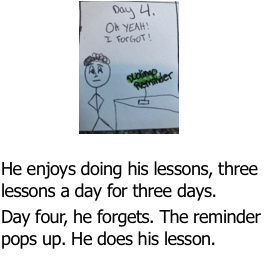 Day 4.
OH YEAH!
I FORGOT!
Reminder
He enjoys doing his lessons, three
lessons a day for three days.
Day four, he forgets. The reminder
pops up. He does his lesson.